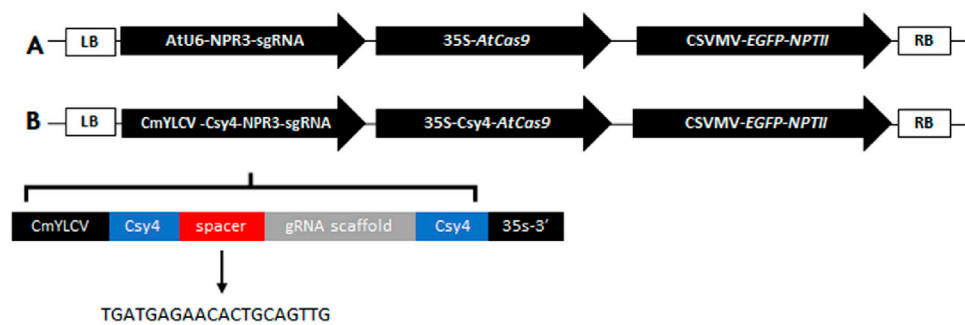 A LB AtU6-NPR3-sgRNA 35S-AtCas9 CSVMV-EGFP-NPTII RB
B LB CmYLCV -Csy4-NPR3-sgRNA 35S-Csy4-AtCas9 CSVMV-EGFP-NPTII RB
CmYLCV Csy4 spacer gRNA scaffold Csy4 35s-3’
TGATGAGAACACTGCAGTTG